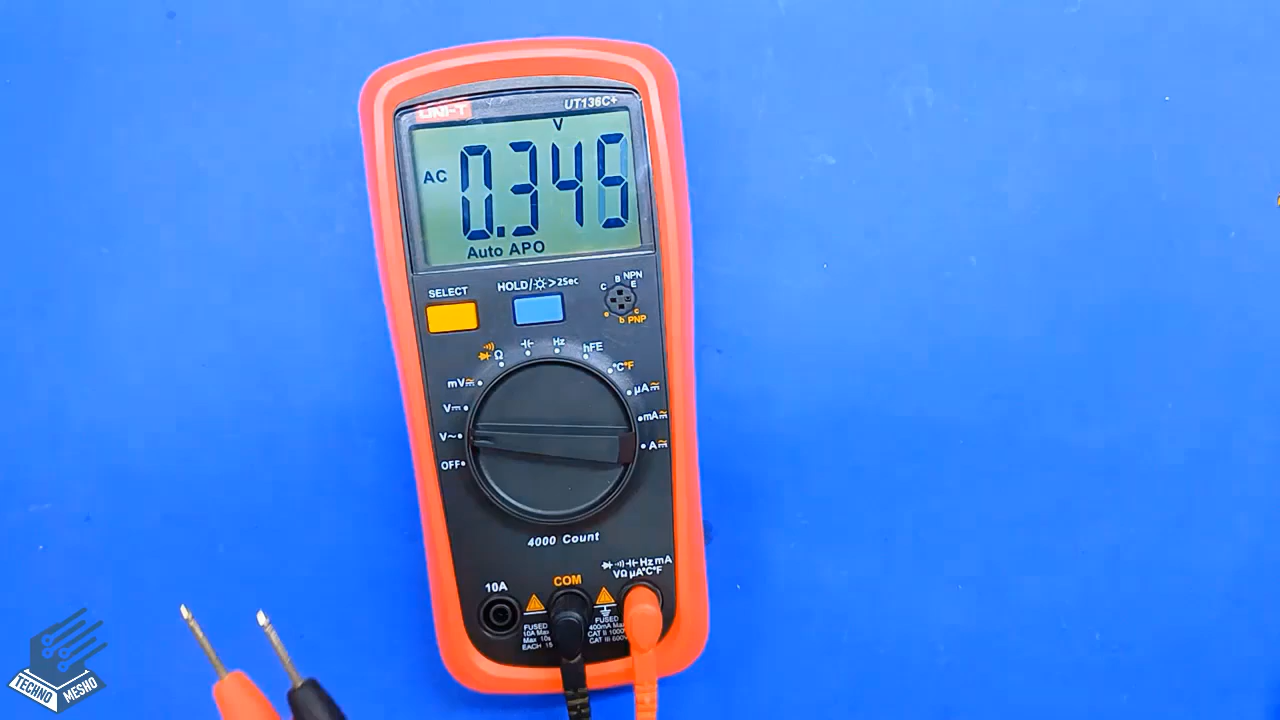 UNI-T
UT136C+
V
AC
0.346
Auto APO
SELECT
HOLD/☼>2Sec
NPN
B
C
E
e
b
c
PNP
Ω
Hz
hFE
°C°F
mV
µA
V
mA
V~
A
OFF
4000 Count
10A
COM
Hz mA
VΩ µA°C°F
FUSED
10A Max
Max 10s
EACH 15
FUSED
400mA Max
CAT II 1000V
CAT III 600V
TECHNO
MESHO